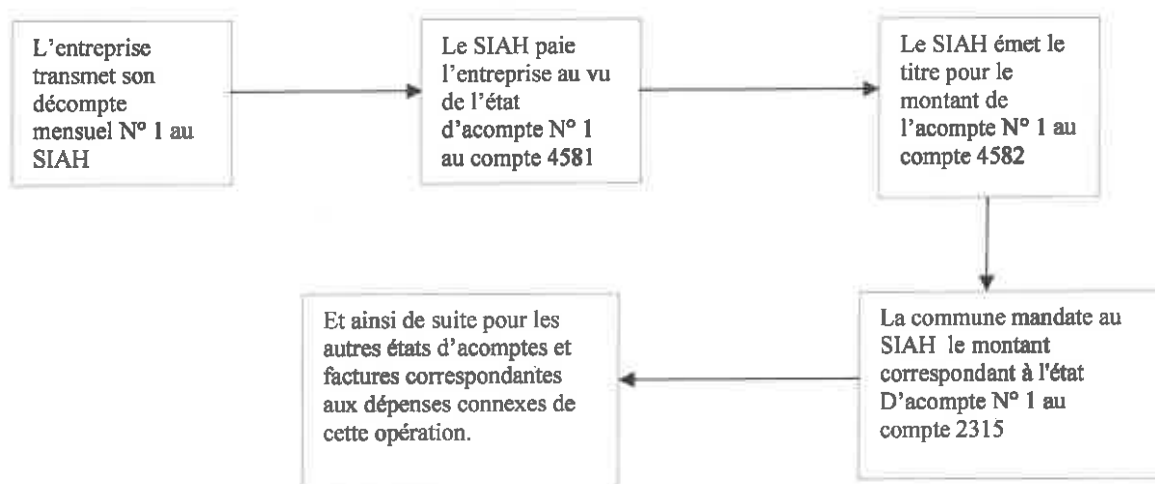 L'entreprise
transmet son
décompte
mensuel N° 1 au
SIAH
Le SIAH paie
l'entreprise au vu
de l'état
d'acompte N° 1
au compte 4581
Le SIAH émet le
titre pour le
montant de
l'acompte N° 1 au
compte 4582
La commune mandate au
SIAH le montant
correspondant à l'état
D'acompte N° 1 au
compte 2315
Et ainsi de suite pour les
autres états d'acomptes et
factures correspondantes
aux dépenses connexes de
cette opération.